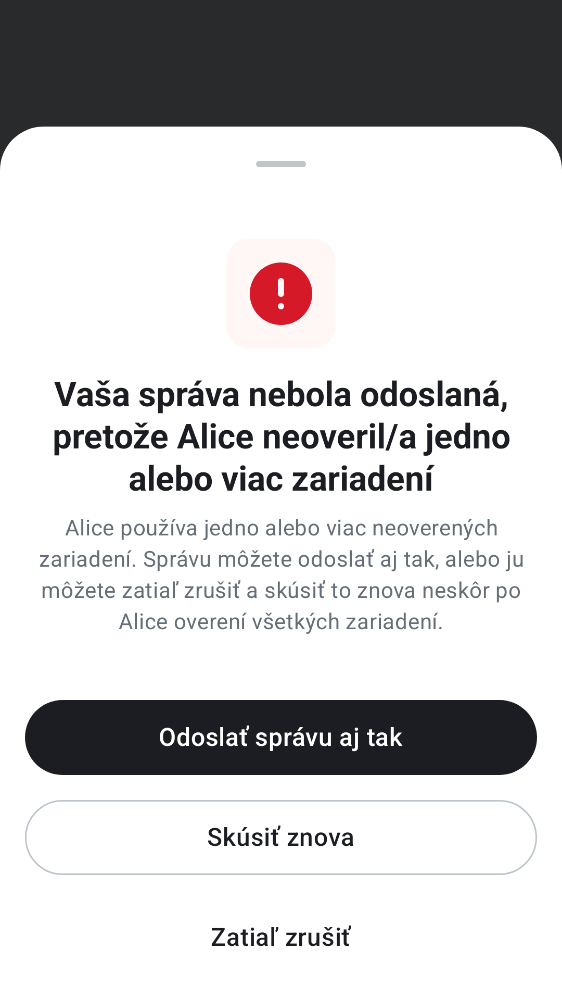 Vaša správa nebola odoslaná,
pretože Alice neoveril/a jedno
alebo viac zariadení
Alice používa jedno alebo viac neoverených
zariadení. Správu môžete odoslať aj tak, alebo ju
môžete zatiaľ zrušiť a skúsiť to znova neskôr po
Alice overení všetkých zariadení.
Odoslať správu aj tak
Skúsiť znova
Zatiaľ zrušiť